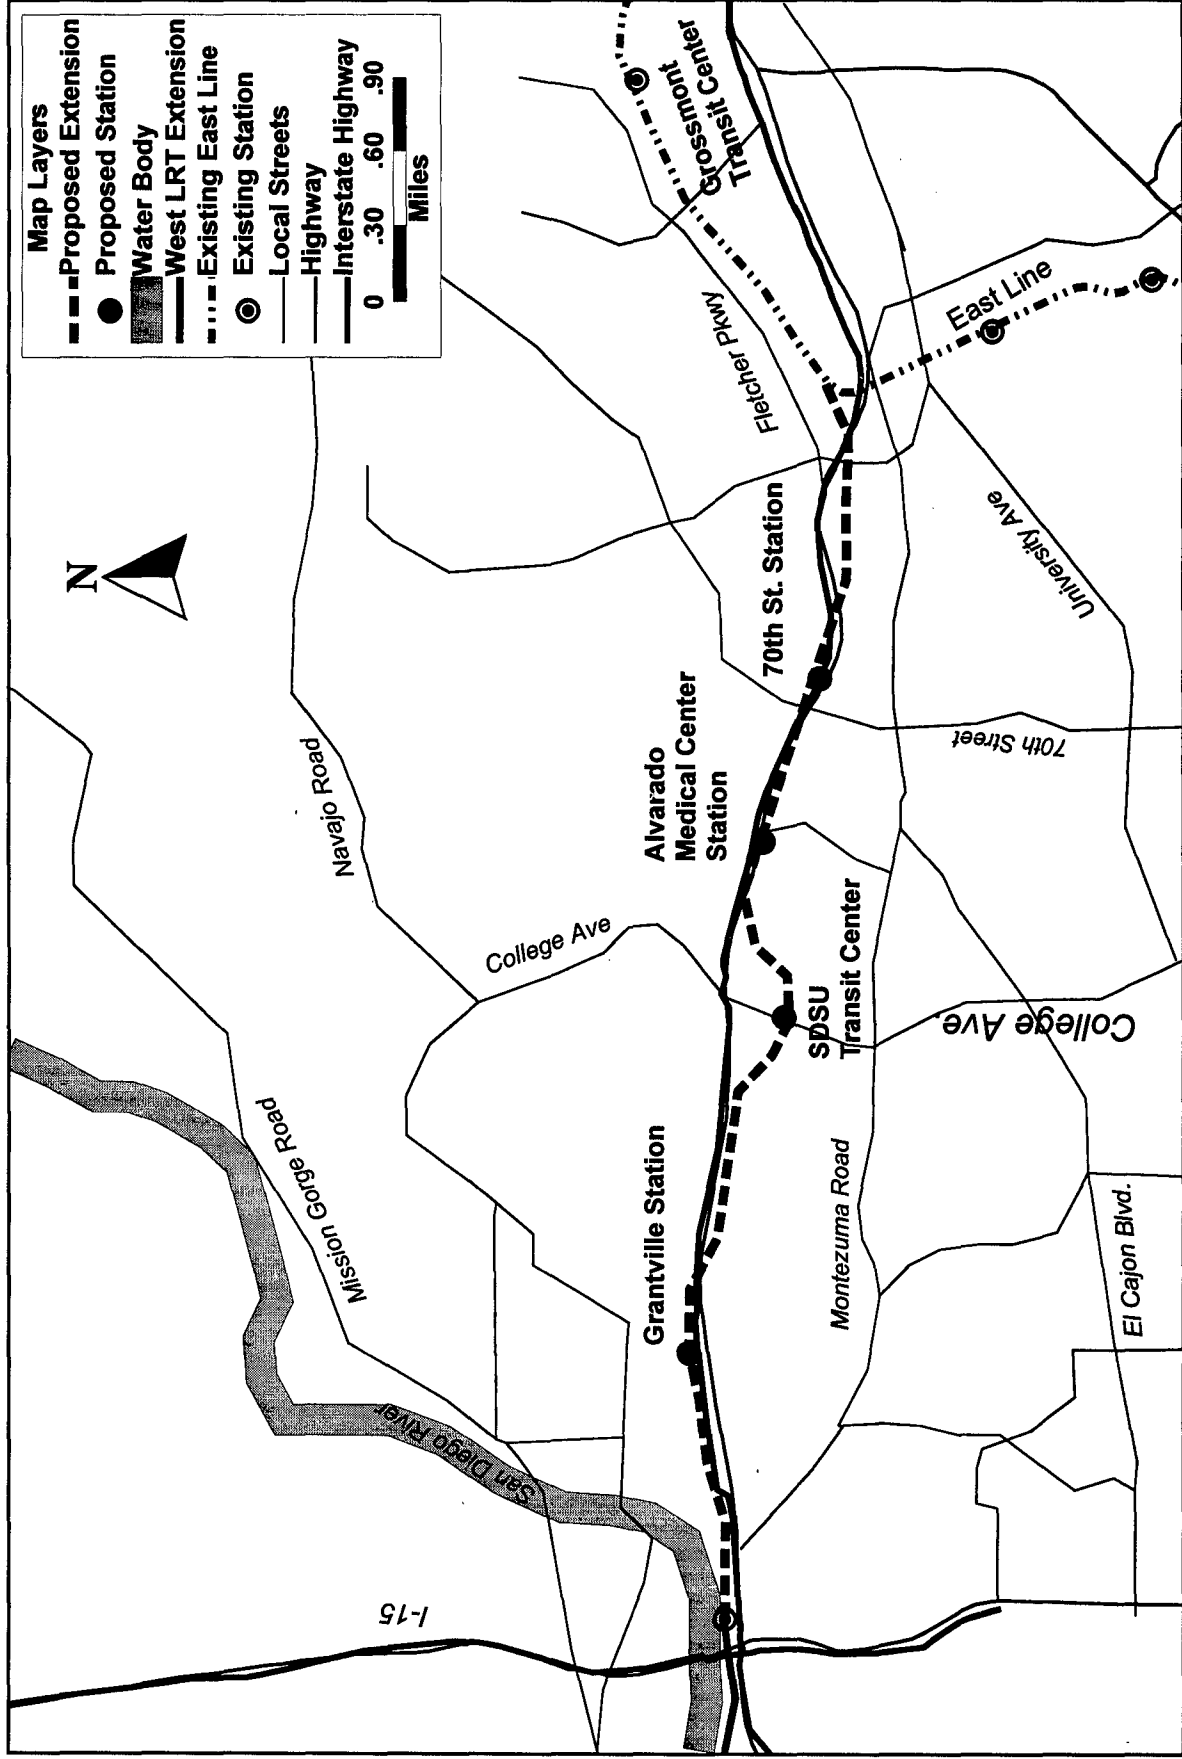 Map Layers
Proposed Extension
Proposed Station
Water Body
West LRT Extension
Existing East Line
Existing Station
Local Streets
Highway
Interstate Highway
0 .30 .60 .90
Miles
N
Grossmont
Transit Center
Fletcher Pkwy
East Line
70th St. Station
University Ave
70th Street
Navajo Road
Alvarado
Medical Center
Station
College Ave
SDSU
Transit Center
College Ave.
Mission Gorge Road
Grantville Station
Montezuma Road
El Cajon Blvd.
San Diego River
I-15